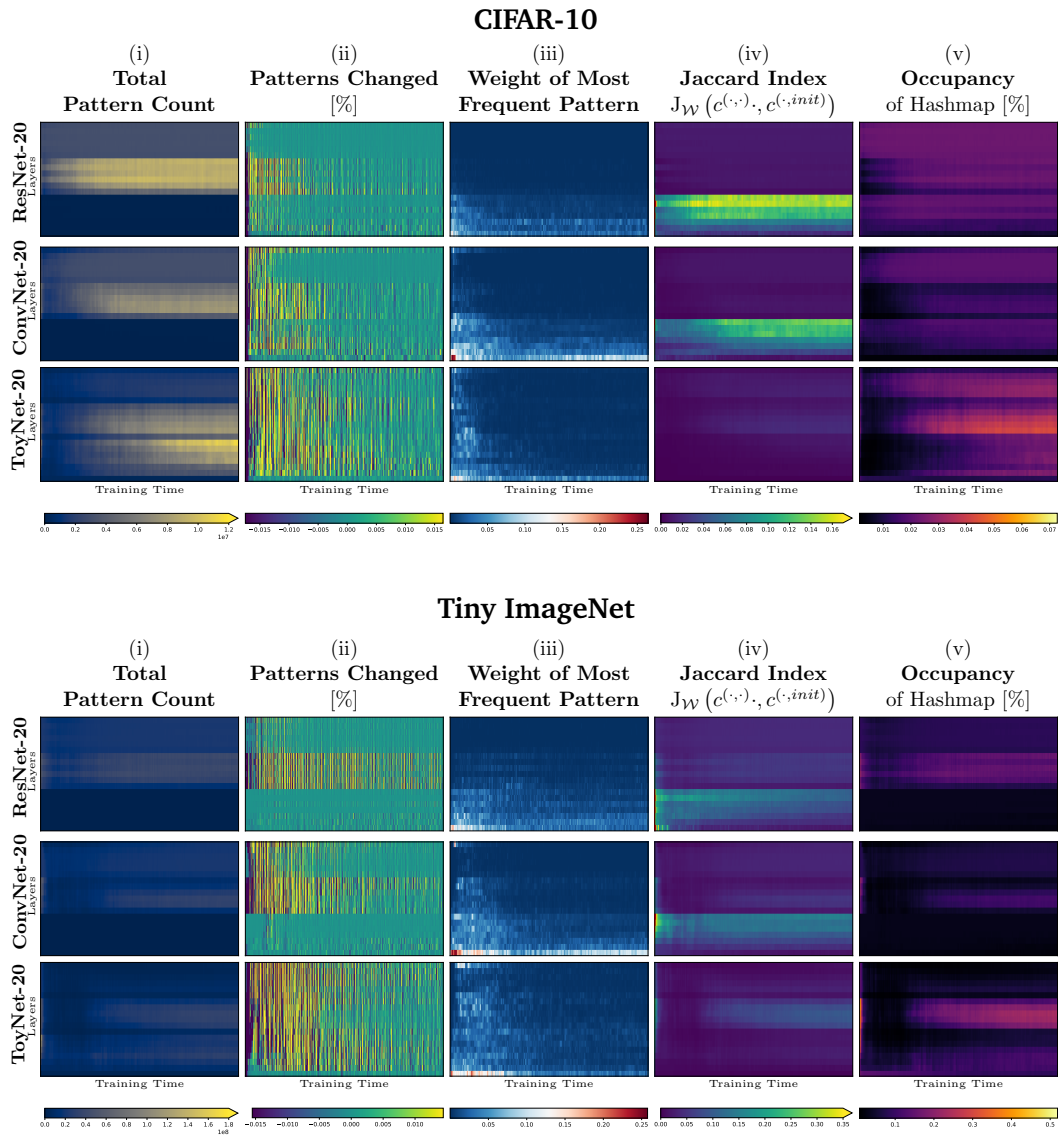 CIFAR-10
(i) (ii) (iii) (iv) (v)
Total Patterns Changed Weight of Most Jaccard Index Occupancy
Pattern Count [%] Frequent Pattern J_W (c^(·,·)·, c^(·,init)) of Hashmap [%]
ResNet-20
Layers
ConvNet-20
Layers
ToyNet-20
Layers
Training Time Training Time Training Time Training Time Training Time
0.0 0.2 0.4 0.6 0.8 1.0 1.2 −0.015 −0.010 −0.005 0.000 0.005 0.010 0.015 0.05 0.10 0.15 0.20 0.25 0.00 0.02 0.04 0.06 0.08 0.10 0.12 0.14 0.16 0.01 0.02 0.03 0.04 0.05 0.06 0.07
1e7
Tiny ImageNet
(i) (ii) (iii) (iv) (v)
Total Patterns Changed Weight of Most Jaccard Index Occupancy
Pattern Count [%] Frequent Pattern J_W (c^(·,·)·, c^(·,init)) of Hashmap [%]
ResNet-20
Layers
ConvNet-20
Layers
ToyNet-20
Layers
Training Time Training Time Training Time Training Time Training Time
0.0 0.2 0.4 0.6 0.8 1.0 1.2 1.4 1.6 1.8 −0.015 −0.010 −0.005 0.000 0.005 0.010 0.05 0.10 0.15 0.20 0.25 0.00 0.05 0.10 0.15 0.20 0.25 0.30 0.35 0.1 0.2 0.3 0.4 0.5
1e8